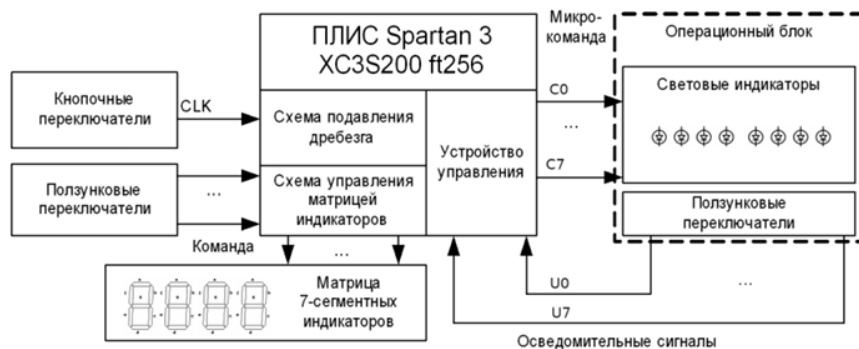 ПЛИС Spartan 3
XC3S200 ft256
Микро-
команда
Операционный блок
Кнопочные
переключатели
CLK
Схема подавления
дребезга
Устройство
управления
C0
...
C7
Световые индикаторы
Ползунковые
переключатели
...
Команда
Схема управления
матрицей
индикаторов
Ползунковые
переключатели
...
Матрица
7-сегментных
индикаторов
U0
...
U7
Осведомительные сигналы